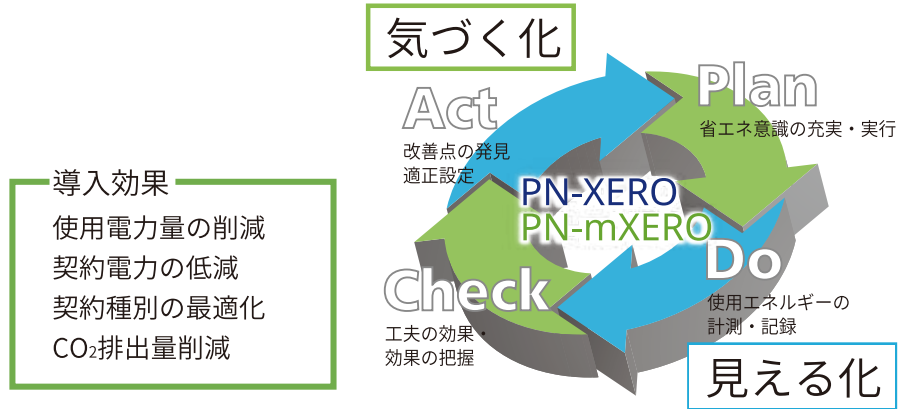 気づく化
Act
改善点の発見
適正設定
Plan
省エネ意識の充実・実行
導入効果
使用電力量の削減
契約電力の低減
契約種別の最適化
CO₂排出量削減
PN-XERO
PN-mXERO
Check
工夫の効果・
効果の把握
Do
使用エネルギーの
計測・記録
見える化